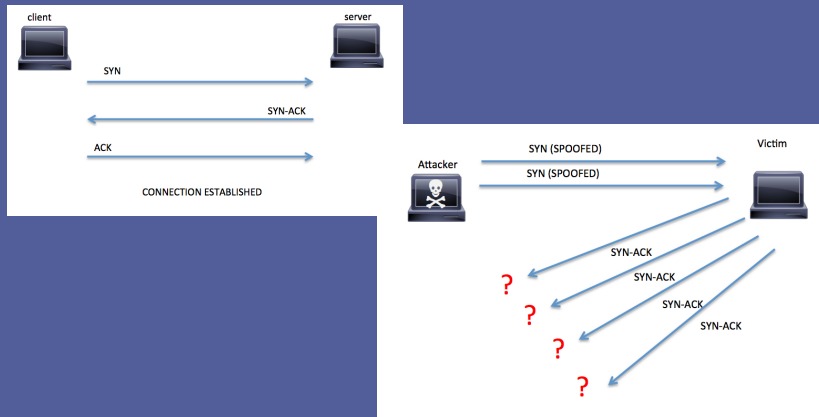 client
server
SYN
SYN-ACK
ACK
CONNECTION ESTABLISHED
Attacker
SYN (SPOOFED)
SYN (SPOOFED)
Victim
SYN-ACK
SYN-ACK
SYN-ACK
SYN-ACK
?
?
?
?